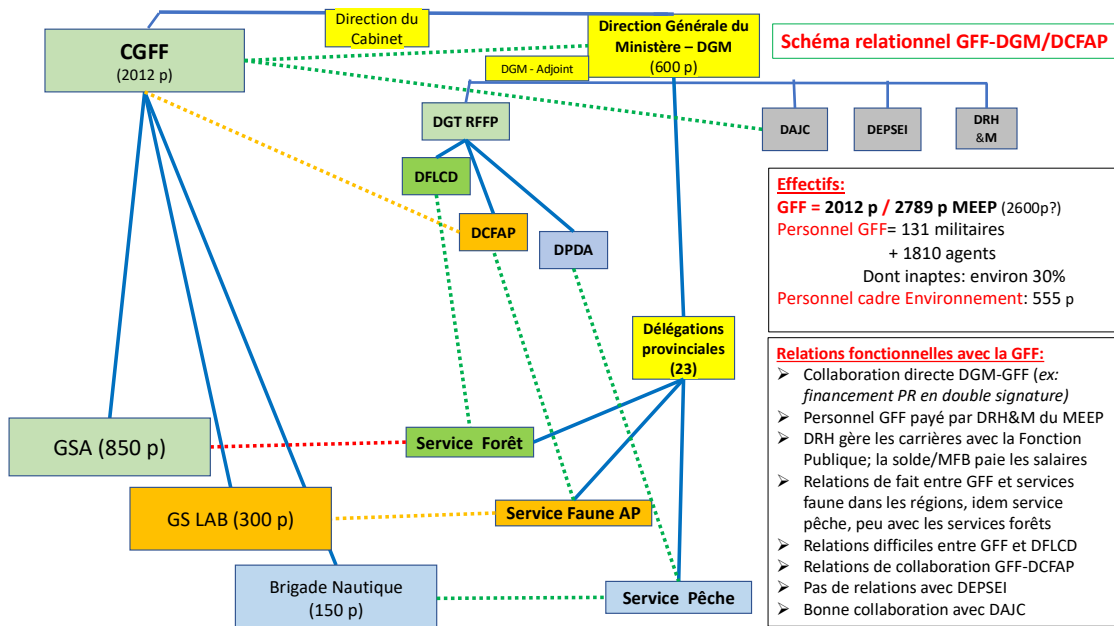 Direction du
Cabinet
CGFF
(2012 p)
Direction Générale du
Ministère – DGM
(600 p)
Schéma relationnel GFF-DGM/DCFAP
DGM - Adjoint
DGT RFFP
DAJC
DEPSEI
DRH
&M
DFLCD
DCFAP
DPDA
Effectifs:
GFF = 2012 p / 2789 p MEEP (2600p?)
Personnel GFF= 131 militaires
+ 1810 agents
Dont inaptes: environ 30%
Personnel cadre Environnement: 555 p
Délégations
provinciales
(23)
Relations fonctionnelles avec la GFF:
➢ Collaboration directe DGM-GFF (ex:
financement PR en double signature)
➢ Personnel GFF payé par DRH&M du MEEP
➢ DRH gère les carrières avec la Fonction
Publique; la solde/MFB paie les salaires
➢ Relations de fait entre GFF et services
faune dans les régions, idem service
pêche, peu avec les services forêts
➢ Relations difficiles entre GFF et DFLCD
➢ Relations de collaboration GFF-DCFAP
➢ Pas de relations avec DEPSEI
➢ Bonne collaboration avec DAJC
GSA (850 p)
Service Forêt
GS LAB (300 p)
Service Faune AP
Brigade Nautique
(150 p)
Service Pêche